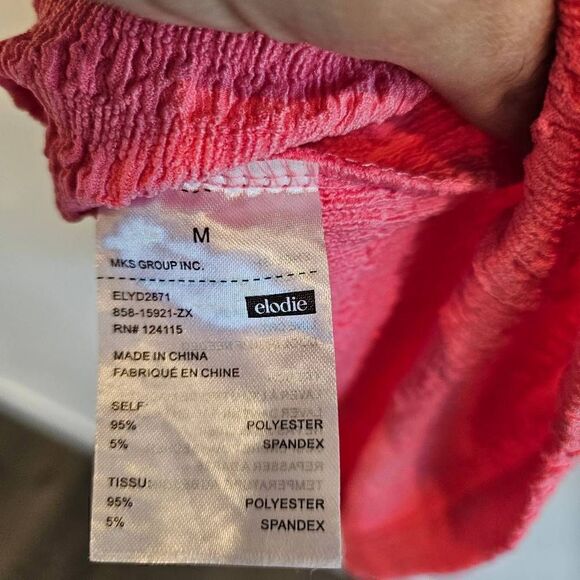 M
MKS GROUP INC.
ELYD2871
858-15921-ZX
RN# 124115
elodie
MADE IN CHINA
FABRIQUÉ EN CHINE
SELF:
95% POLYESTER
5% SPANDEX
TISSU:
95% POLYESTER
5% SPANDEX